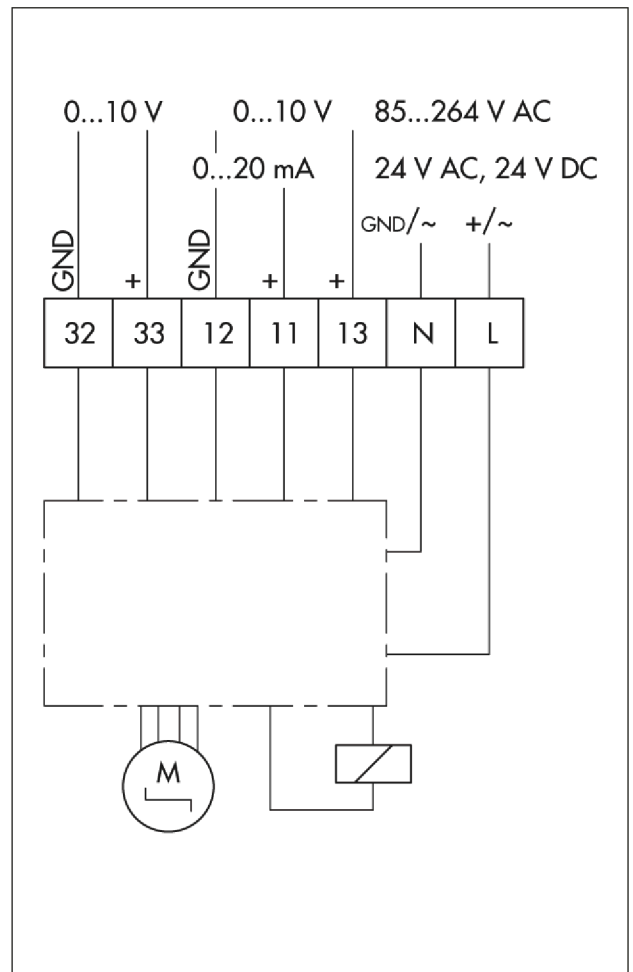 0...10 V 0...10 V 85...264 V AC
0...20 mA 24 V AC, 24 V DC
GND/~ +/~
GND + GND + +
32 33 12 11 13 N L
M